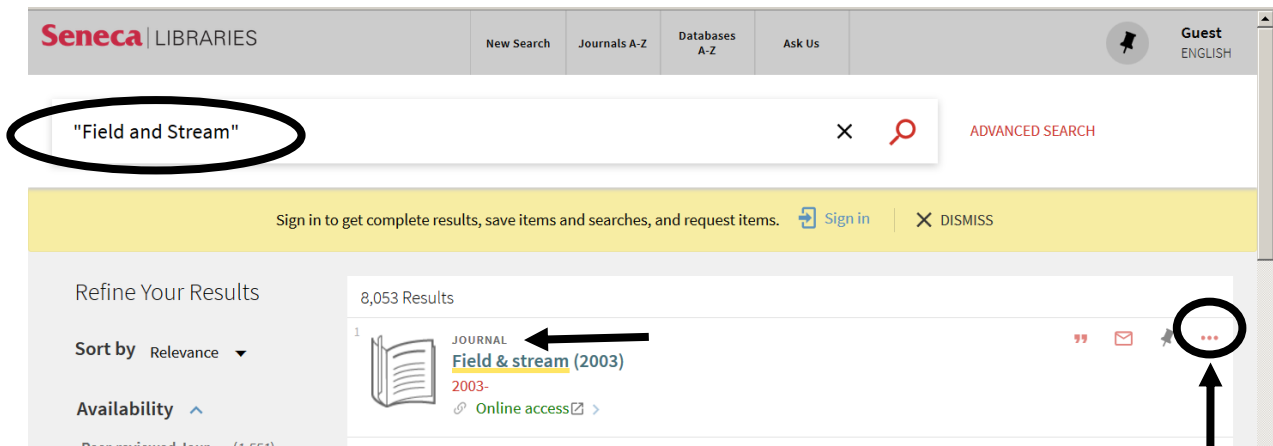 Seneca LIBRARIES
New Search
Journals A-Z
Databases
A-Z
Ask Us
Guest
ENGLISH
"Field and Stream"
ADVANCED SEARCH
Sign in to get complete results, save items and searches, and request items.
Sign in
DISMISS
Refine Your Results
Sort by Relevance
Availability
8,053 Results
1
JOURNAL
Field & stream (2003)
2003-
Online access